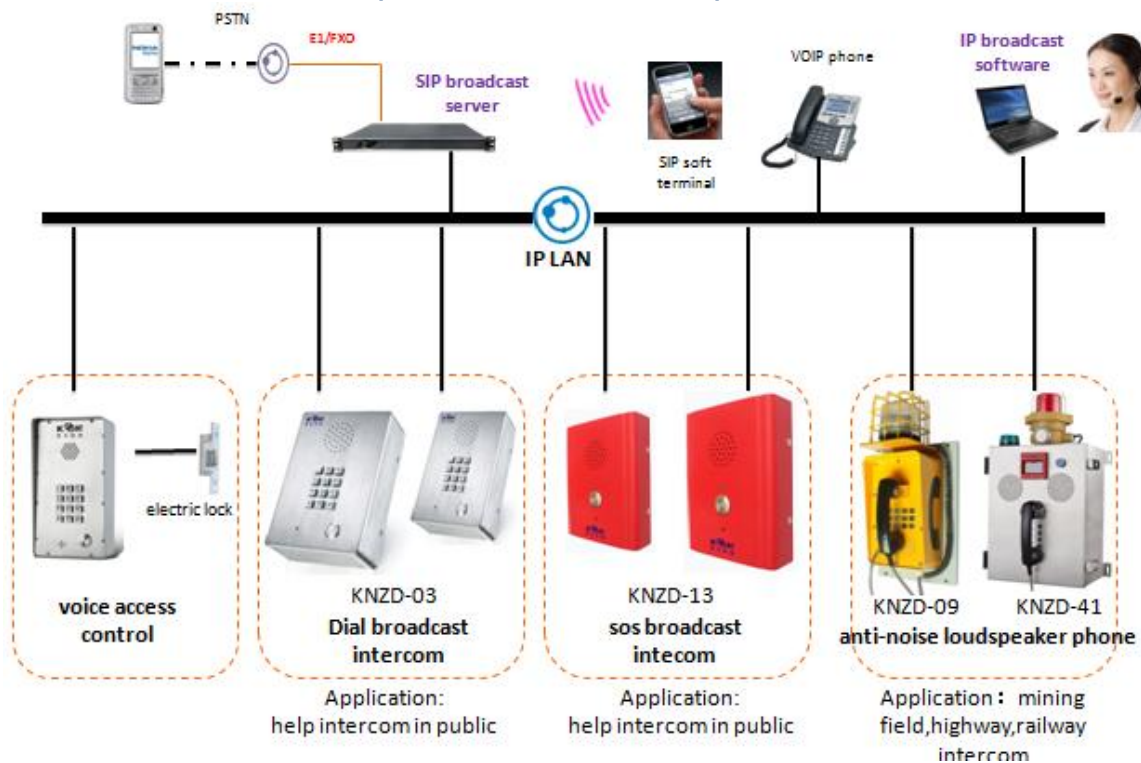 PSTN
E1/FXO
SIP broadcast
server
VOIP phone
IP broadcast
software
SIP soft
terminal
IP LAN
electric lock
voice access
control
KNZD-03
Dial broadcast
intercom
KNZD-13
sos broadcast
intecom
KNZD-09
KNZD-41
anti-noise loudspeaker phone
Application:
help intercom in public
Application:
help intercom in public
Application：mining
field,highway,railway
intercom